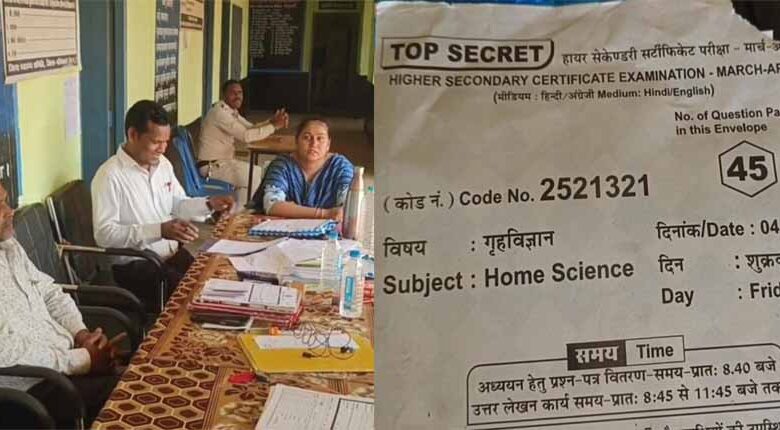 TOP SECRET
हायर सेकेण्डरी सर्टीफिकेट परीक्षा - मार्च-
HIGHER SECONDARY CERTIFICATE EXAMINATION - MARCH-AP
(मीडियम : हिन्दी/अंग्रेजी Medium: Hindi/English)
No. of Question Pa
in this Envelope
45
( कोड नं. ) Code No. 2521321
विषय : गृहविज्ञान
दिनांक/Date : 04
Subject : Home Science
दिन : शुक्र
Day : Frid
समय Time
अध्ययन हेतु प्रश्न-पत्र वितरण-समय-प्रातः 8.40 बजे
उत्तर लेखन कार्य समय-प्रातः 8:45 से 11:45 बजे तक